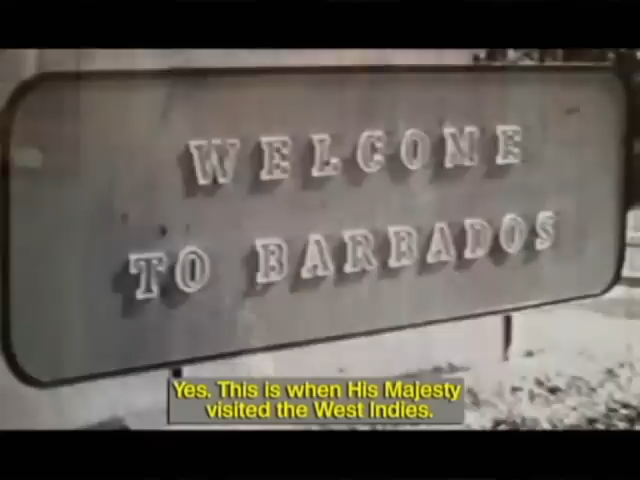 WELCOME
TO BARBADOS
Yes. This is when His Majesty
visited the West Indies.